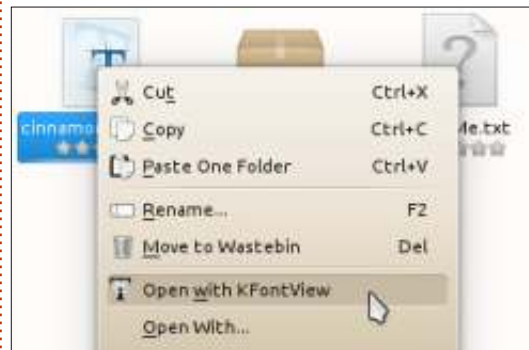 cinnamo
Me.txt
Cut Ctrl+X
Copy Ctrl+C
Paste One Folder Ctrl+V
Rename... F2
Move to Wastebin Del
Open with KFontView
Open With...